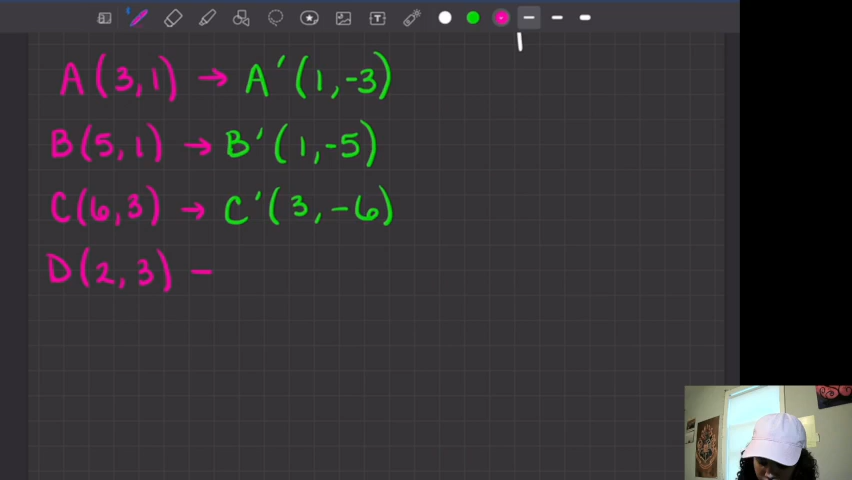 A(3,1) → A'(1,-3)
B(5,1) → B'(1,-5)
C(6,3) → C'(3,-6)
D(2,3) -